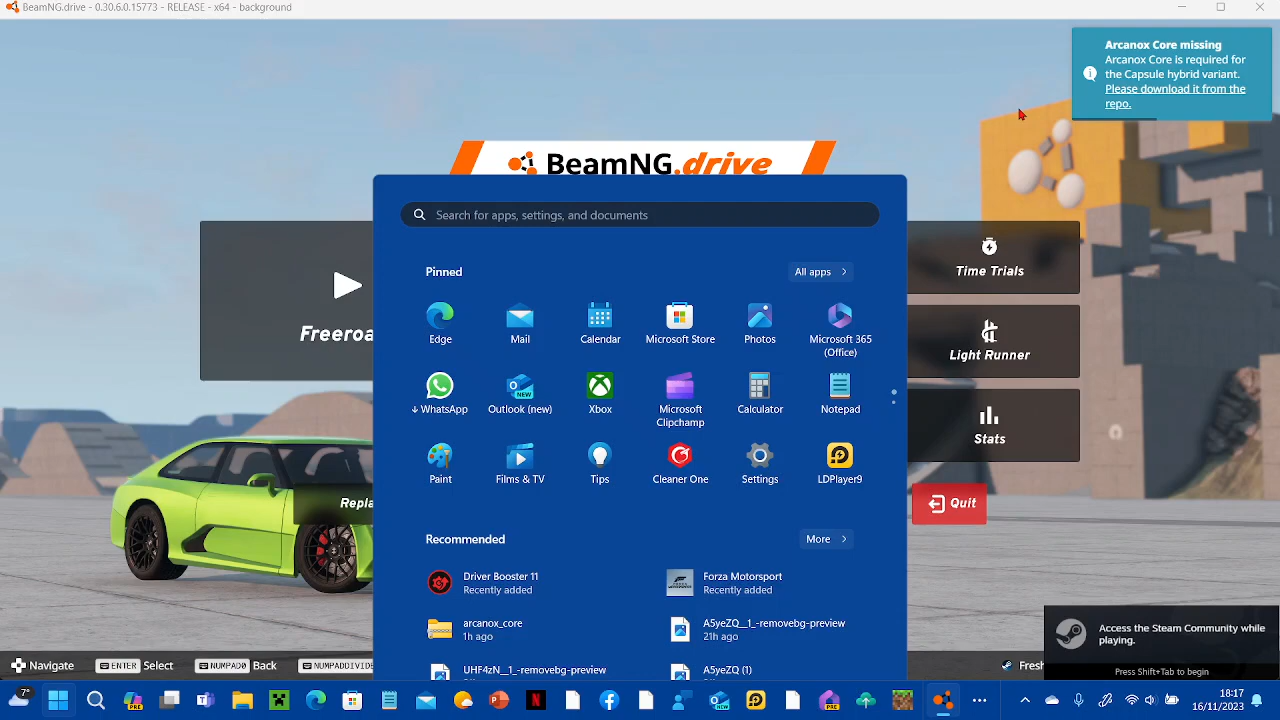 BeamNG.drive - 0.30.6.0.15773 - RELEASE - x64 - background
Arcanox Core missing
Arcanox Core is required for
the Capsule hybrid variant.
Please download it from the
repo.
BeamNG.drive
Search for apps, settings, and documents
Pinned
All apps
Edge
Mail
Calendar
Microsoft Store
Photos
Microsoft 365
(Office)
WhatsApp
Outlook (new)
Xbox
Microsoft
Clipchamp
Calculator
Notepad
Paint
Films & TV
Tips
Cleaner One
Settings
LDPlayer9
Recommended
More
Driver Booster 11
Recently added
Forza Motorsport
Recently added
arcanox_core
1h ago
A5yeZQ__1_-removebg-preview
21h ago
UHF4zN__1_-removebg-preview
A5yeZQ (1)
Freeroa
Repla
Time Trials
Light Runner
Stats
Quit
Access the Steam Community while
playing.
Press Shift+Tab to begin
Navigate
ENTER Select
NUMPAD0 Back
NUMPADDIVIDE
Fresh
7°
PRE
NEW
PRE
18:17
16/11/2023